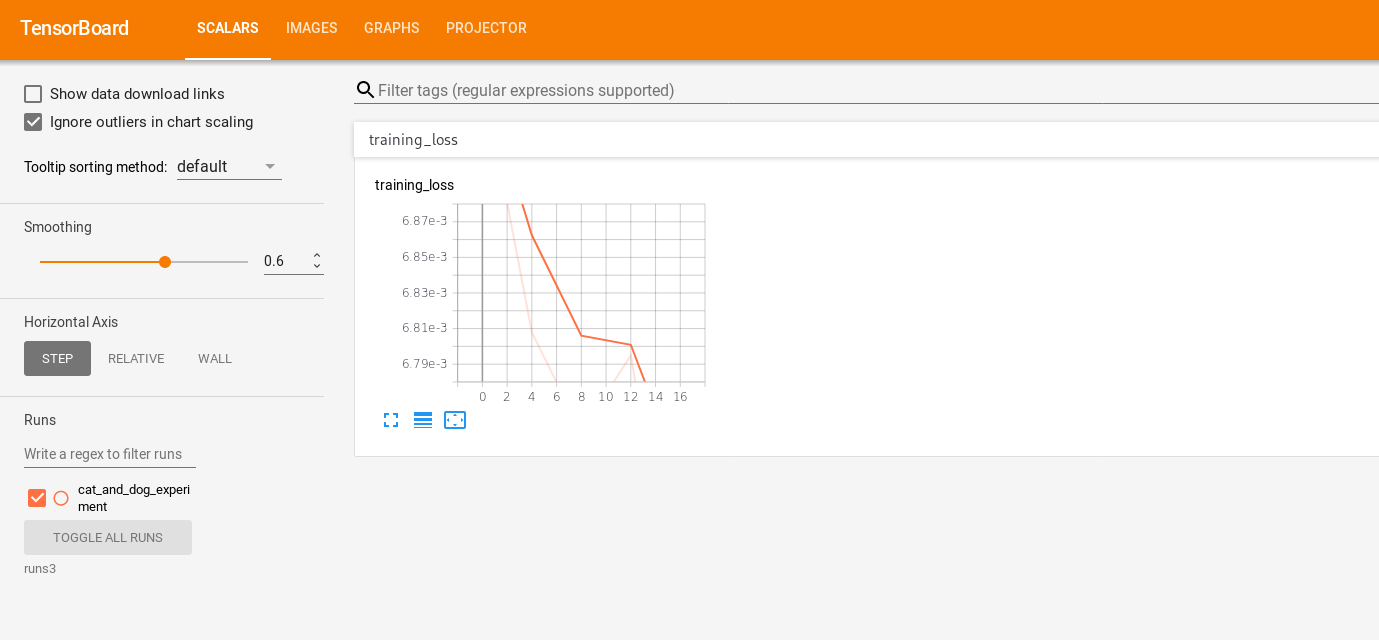 TensorBoard SCALARS IMAGES GRAPHS PROJECTOR
Show data download links
Ignore outliers in chart scaling
Tooltip sorting method: default
Smoothing
0.6
Horizontal Axis
STEP RELATIVE WALL
Runs
Write a regex to filter runs
cat_and_dog_experi
ment
TOGGLE ALL RUNS
runs3
Filter tags (regular expressions supported)
training_loss
training_loss
6.87e-3
6.85e-3
6.83e-3
6.81e-3
6.79e-3
0 2 4 6 8 10 12 14 16